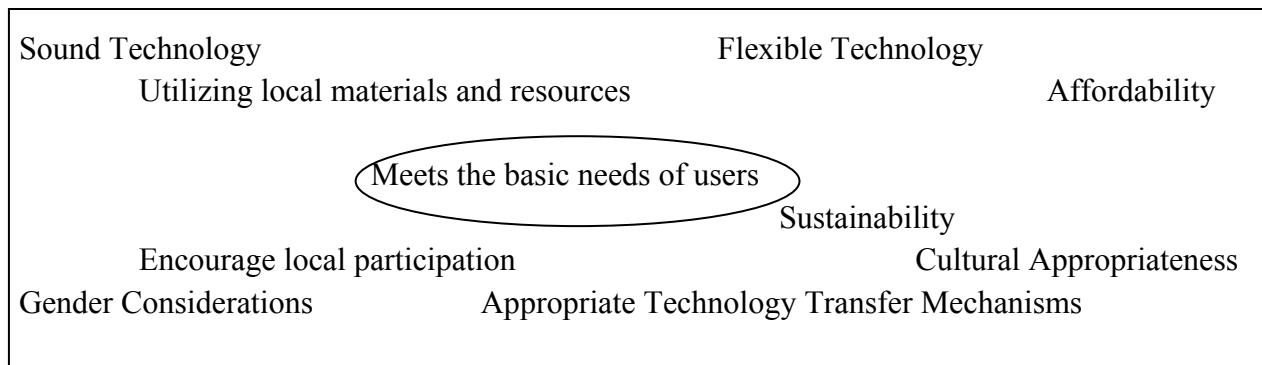 Sound Technology Flexible Technology
Utilizing local materials and resources Affordability
Meets the basic needs of users
Sustainability
Encourage local participation Cultural Appropriateness
Gender Considerations Appropriate Technology Transfer Mechanisms